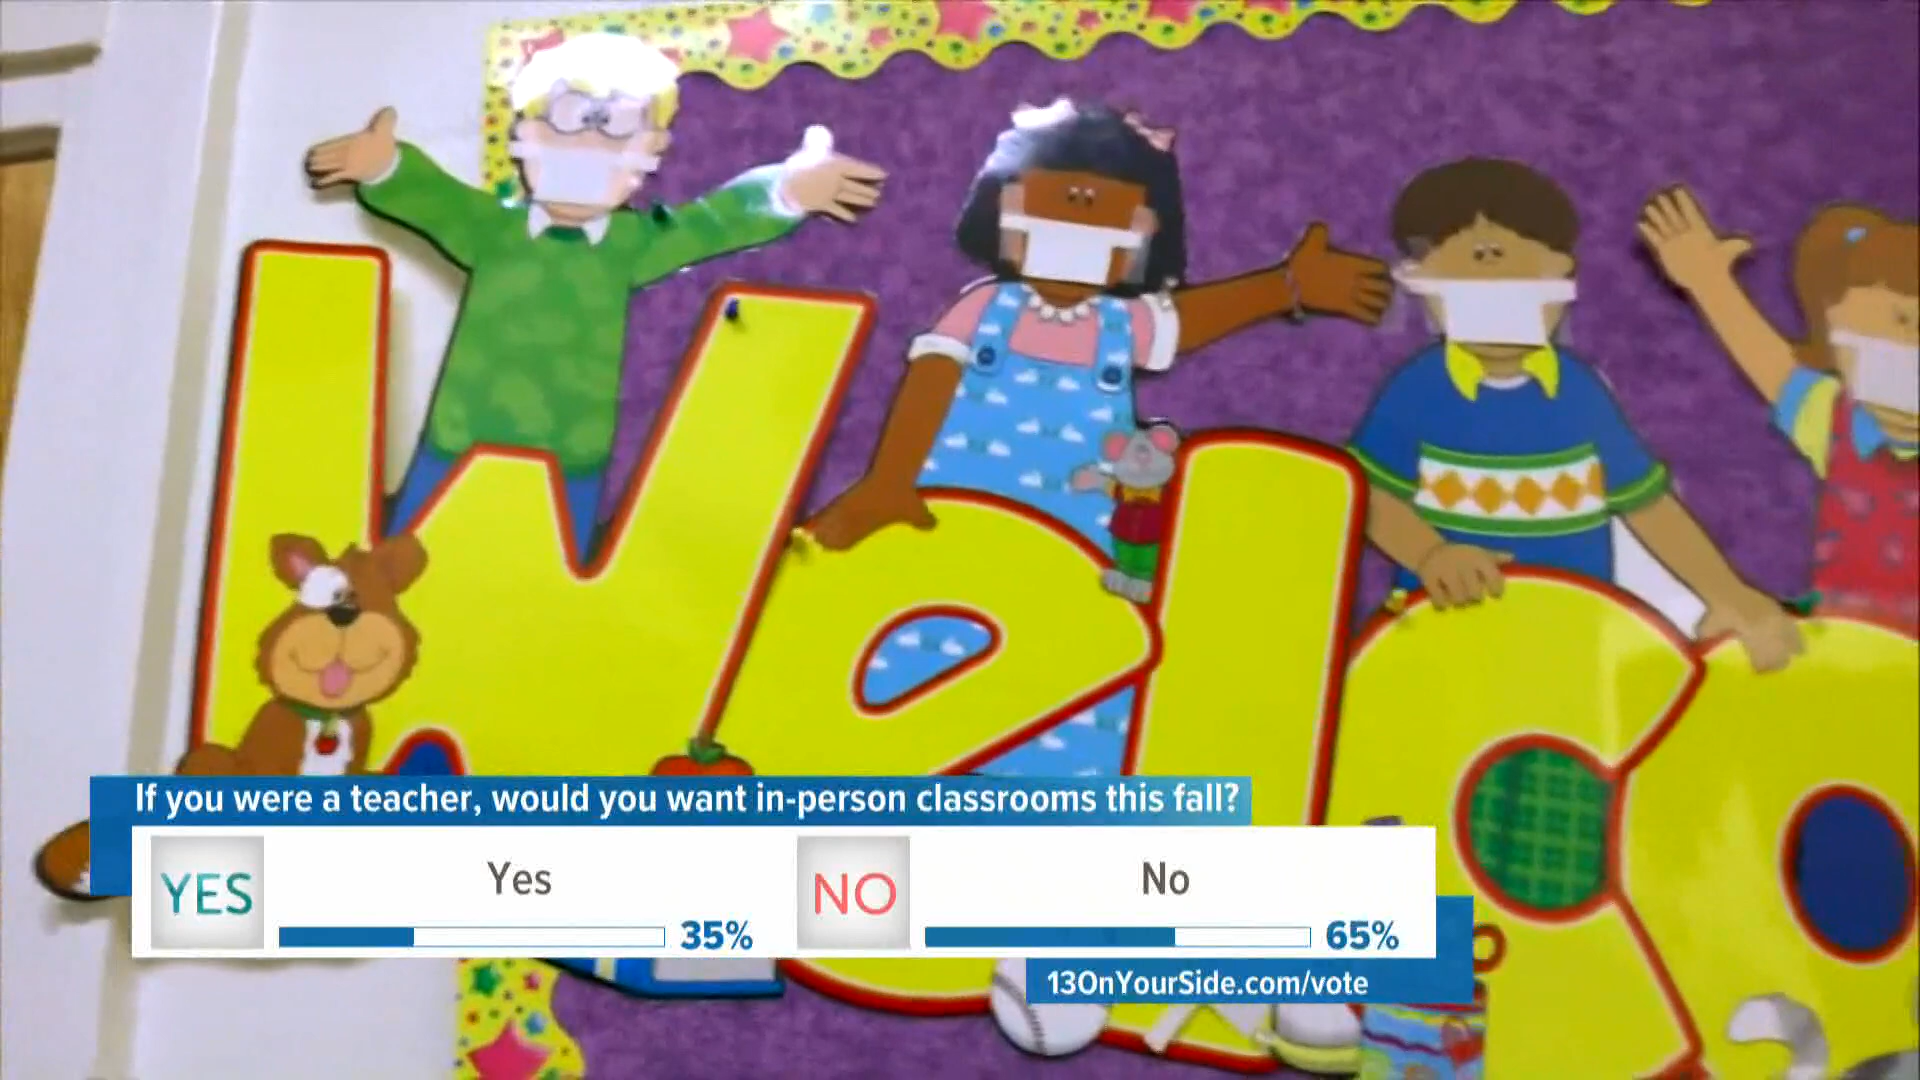 Welco
If you were a teacher, would you want in-person classrooms this fall?
YES
Yes
35%
NO
No
65%
13OnYourSide.com/vote